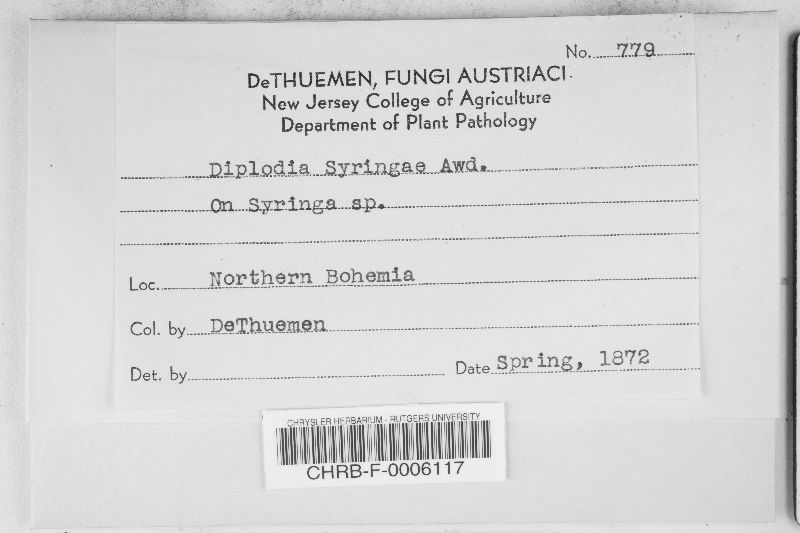 No. 779
DeTHUEMEN, FUNGI AUSTRIACI.
New Jersey College of Agriculture
Department of Plant Pathology
Diplodia Syringae Awd.
On Syringa sp.
Loc. Northern Bohemia
Col. by DeThuemen
Det. by
Date Spring, 1872
CHRYSLER HERBARIUM - RUTGERS UNIVERSITY
CHRB-F-0006117